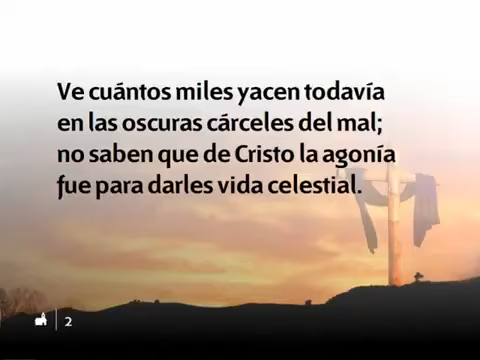 Ve cuántos miles yacen todavía
en las oscuras cárceles del mal;
no saben que de Cristo la agonía
fue para darles vida celestial.
2